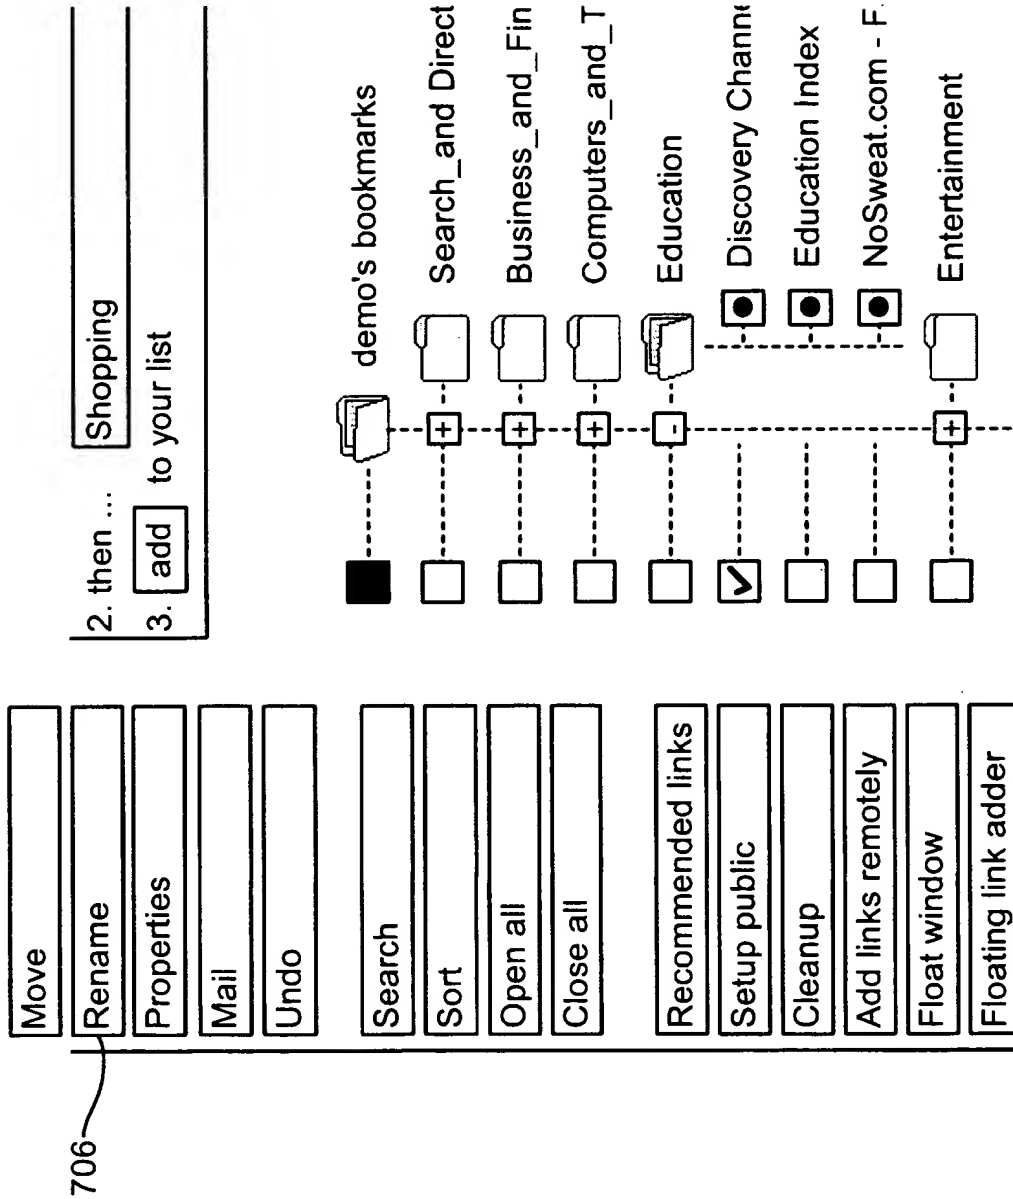 706
Move
Rename
Properties
Mail
Undo
Search
Sort
Open all
Close all
Recommended links
Setup public
Cleanup
Add links remotely
Float window
Floating link adder
2. then ... Shopping
3. add to your list
demo's bookmarks
+ Search_and Direct
+ Business_and_Fin
+ Computers_and_T
- Education
Discovery Channe
Education Index
NoSweat.com - F
+ Entertainment